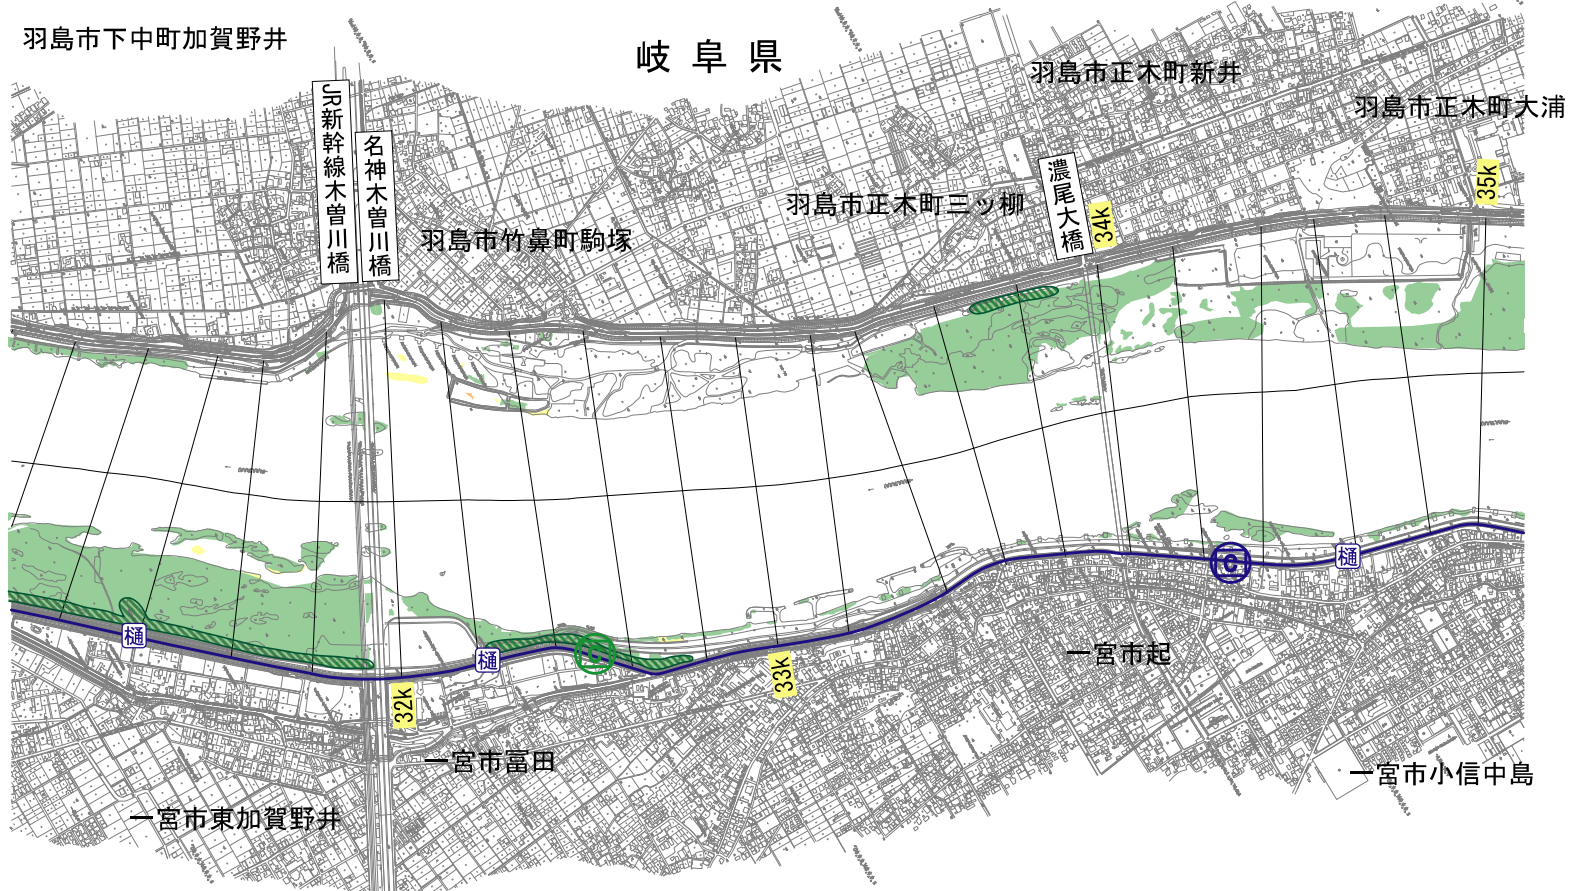 羽島市下中町加賀野井
岐阜県
羽島市正木町新井
羽島市正木町大浦
JR新幹線木曽川橋
名神木曽川橋
羽島市竹鼻町駒塚
羽島市正木町三ッ柳
濃尾大橋
34k
35k
樋
樋
C
C
樋
32k
33k
一宮市起
一宮市冨田
一宮市小信中島
一宮市東加賀野井